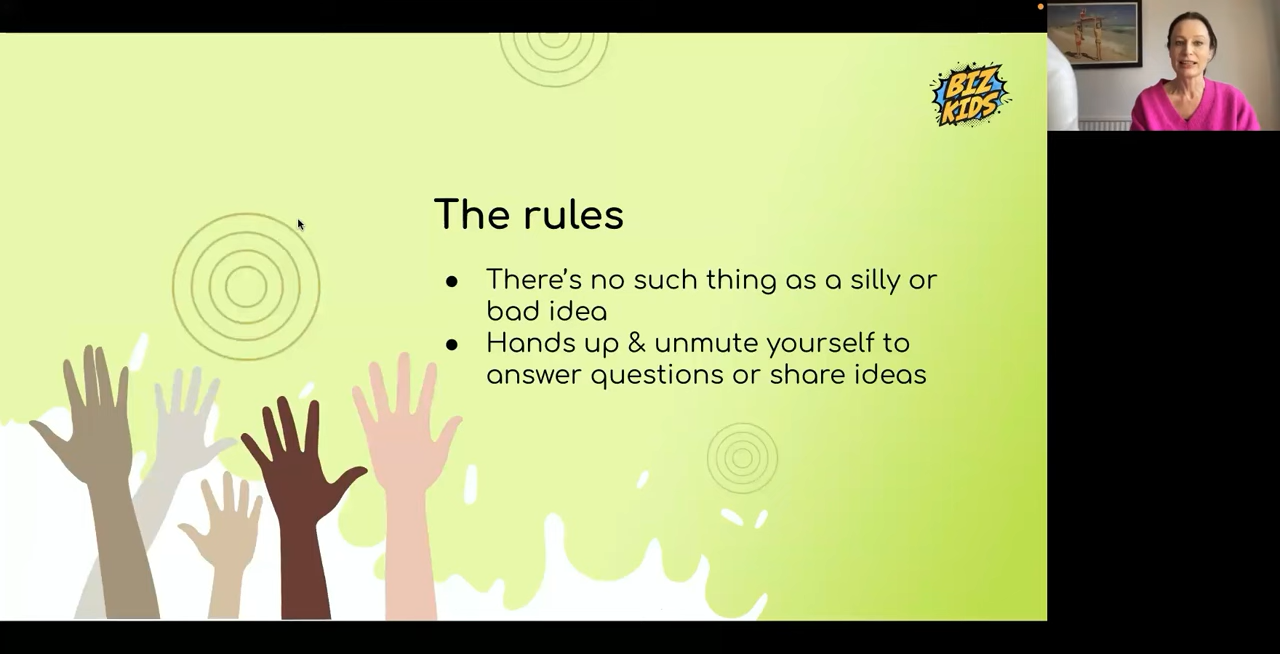 BIZ
KIDS
The rules
● There's no such thing as a silly or
bad idea
● Hands up & unmute yourself to
answer questions or share ideas